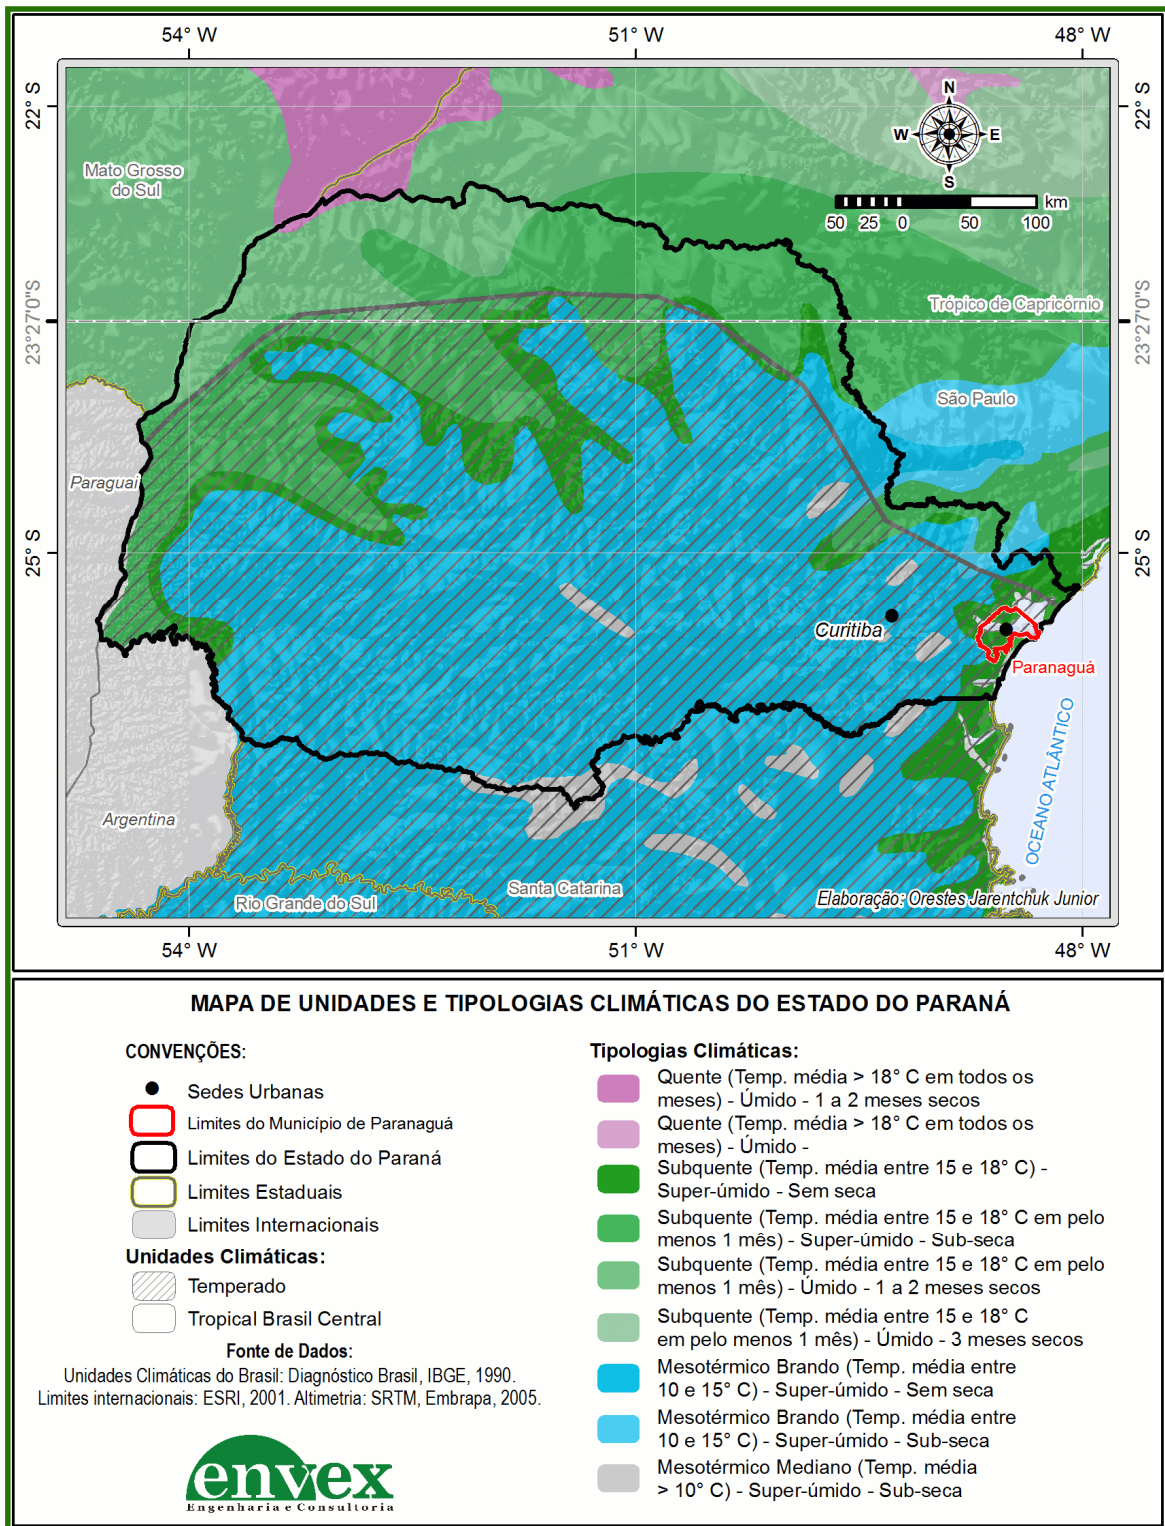 54° W
51° W
48° W
22° S
22° S
N
W
E
S
Mato Grosso
do Sul
km
50 25 0 50 100
Trópico de Capricórnio
23°27'0"S
23°27'0"S
São Paulo
Paraguai
25° S
25° S
Curitiba
Paranaguá
OCEANO ATLÂNTICO
Argentina
Santa Catarina
Rio Grande do Sul
Elaboração: Orestes Jarentchuk Junior
54° W
51° W
48° W
MAPA DE UNIDADES E TIPOLOGIAS CLIMÁTICAS DO ESTADO DO PARANÁ
CONVENÇÕES:
Sedes Urbanas
Limites do Município de Paranaguá
Limites do Estado do Paraná
Limites Estaduais
Limites Internacionais
Unidades Climáticas:
Temperado
Tropical Brasil Central
Fonte de Dados:
Unidades Climáticas do Brasil: Diagnóstico Brasil, IBGE, 1990.
Limites internacionais: ESRI, 2001. Altimetria: SRTM, Embrapa, 2005.
envex
Engenharia e Consultoria
Tipologias Climáticas:
Quente (Temp. média > 18° C em todos os
meses) - Úmido - 1 a 2 meses secos
Quente (Temp. média > 18° C em todos os
meses) - Úmido -
Subquente (Temp. média entre 15 e 18° C) -
Super-úmido - Sem seca
Subquente (Temp. média entre 15 e 18° C em pelo
menos 1 mês) - Super-úmido - Sub-seca
Subquente (Temp. média entre 15 e 18° C em pelo
menos 1 mês) - Úmido - 1 a 2 meses secos
Subquente (Temp. média entre 15 e 18° C
em pelo menos 1 mês) - Úmido - 3 meses secos
Mesotérmico Brando (Temp. média entre
10 e 15° C) - Super-úmido - Sem seca
Mesotérmico Brando (Temp. média entre
10 e 15° C) - Super-úmido - Sub-seca
Mesotérmico Mediano (Temp. média
> 10° C) - Super-úmido - Sub-seca